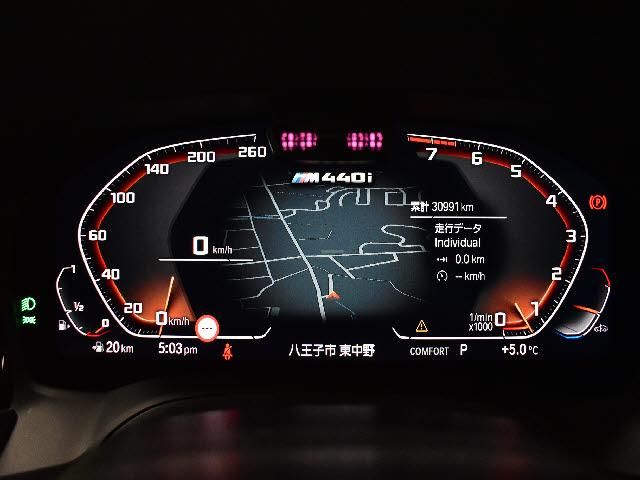 260
200
140
100
60
40
20
0 km/h
7
6
5
4
3
2
1
0
1/min
x1000
M440i
0 km/h
累計 30991 km
走行データ
Individual
0.0 km
-- km/h
P
1
1/2
0
20 km
5:03 pm
八王子市 東中野
COMFORT P
+5.0 °C